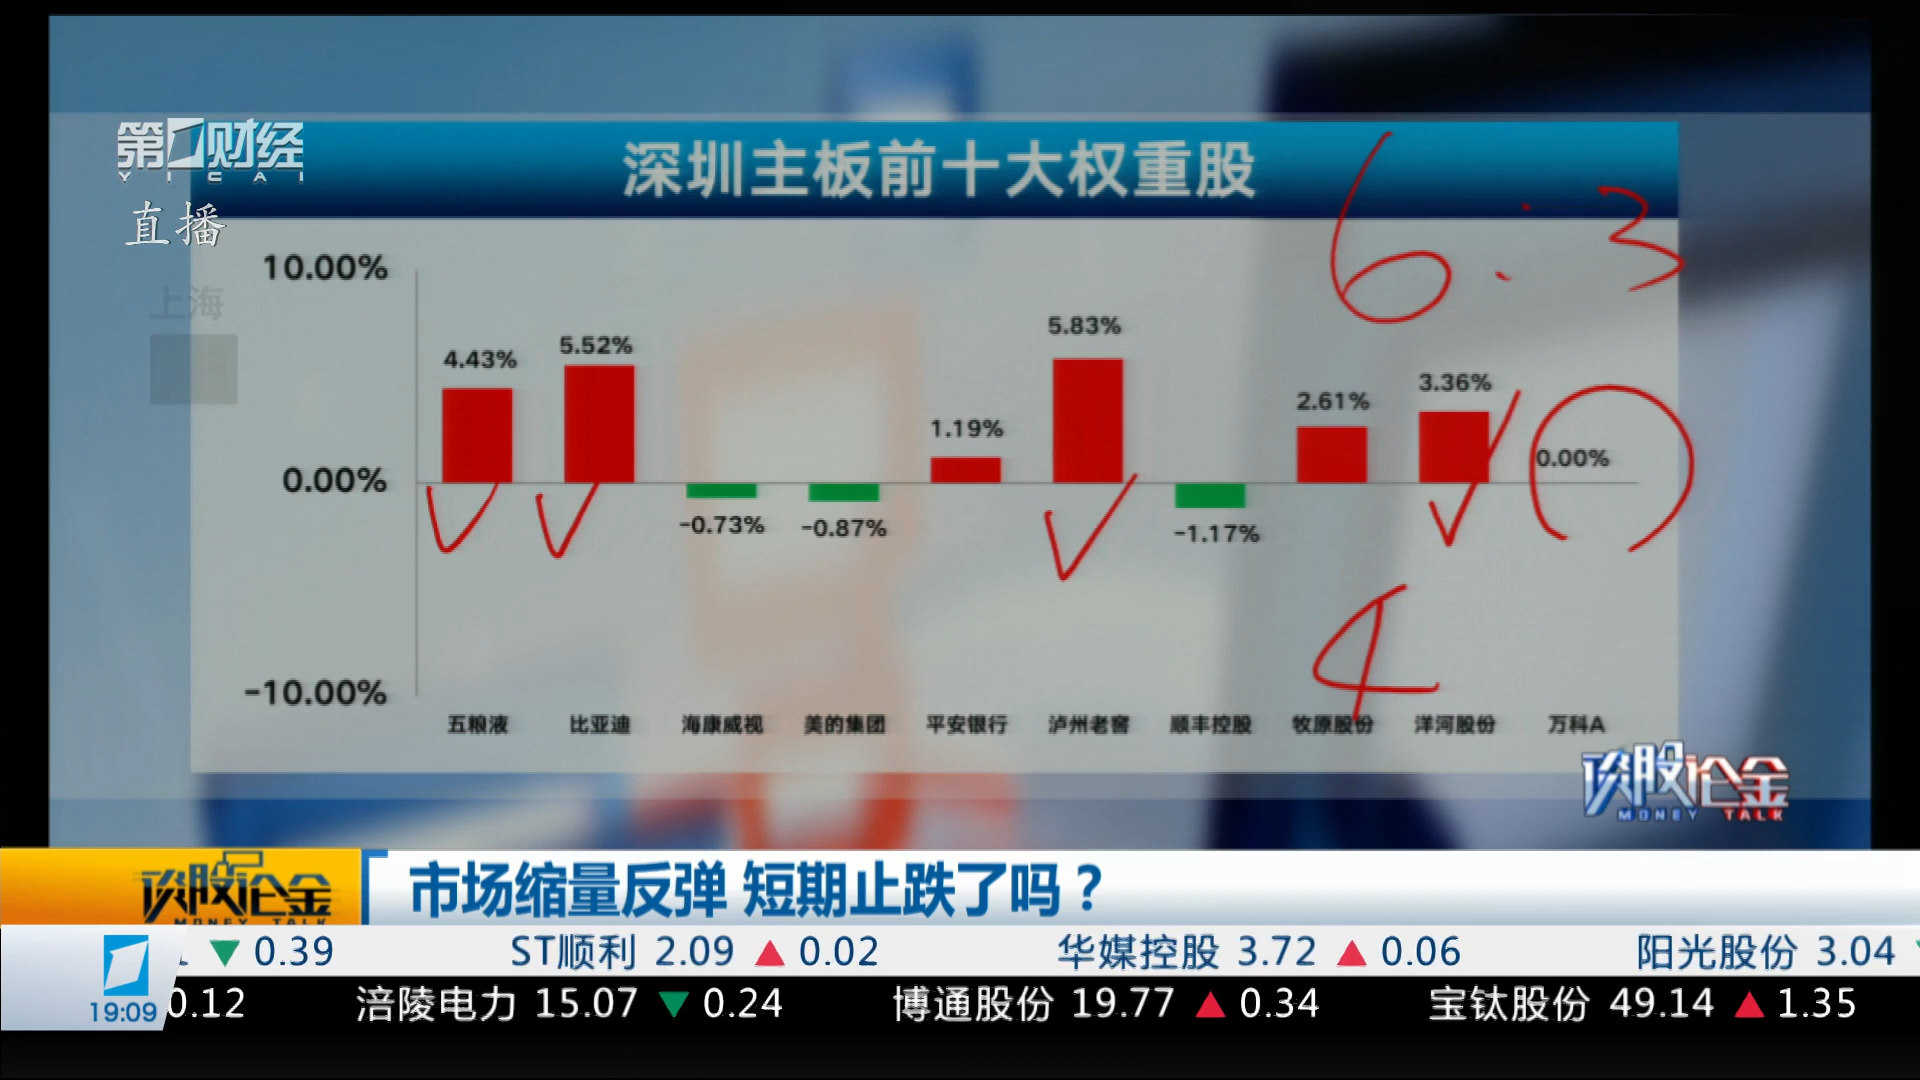 第1财经
YICAI
直播
上海
深圳主板前十大权重股
6:3
10.00%
0.00%
-10.00%
4.43%
5.52%
-0.73%
-0.87%
1.19%
5.83%
-1.17%
2.61%
3.36%
0.00%
4
五粮液 比亚迪 海康威视 美的集团 平安银行 泸州老窖 顺丰控股 牧原股份 洋河股份 万科A
谈股论金
MONEY TALK
谈股论金
MONEY TALK
市场缩量反弹 短期止跌了吗？
▼ 0.39 ST顺利 2.09 ▲ 0.02 华媒控股 3.72 ▲ 0.06 阳光股份 3.04
19:09
0.12 涪陵电力 15.07 ▼ 0.24 博通股份 19.77 ▲ 0.34 宝钛股份 49.14 ▲ 1.35